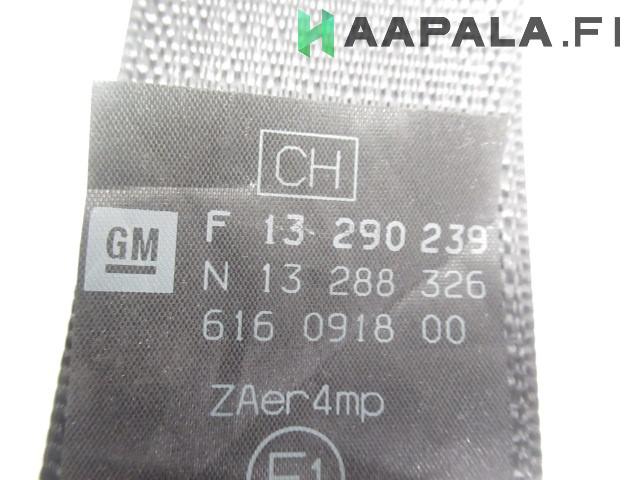 HAAPALA.FI
CH
GM
F 13 290 239
N 13 288 326
616 0918 00
ZAer4mp
E1